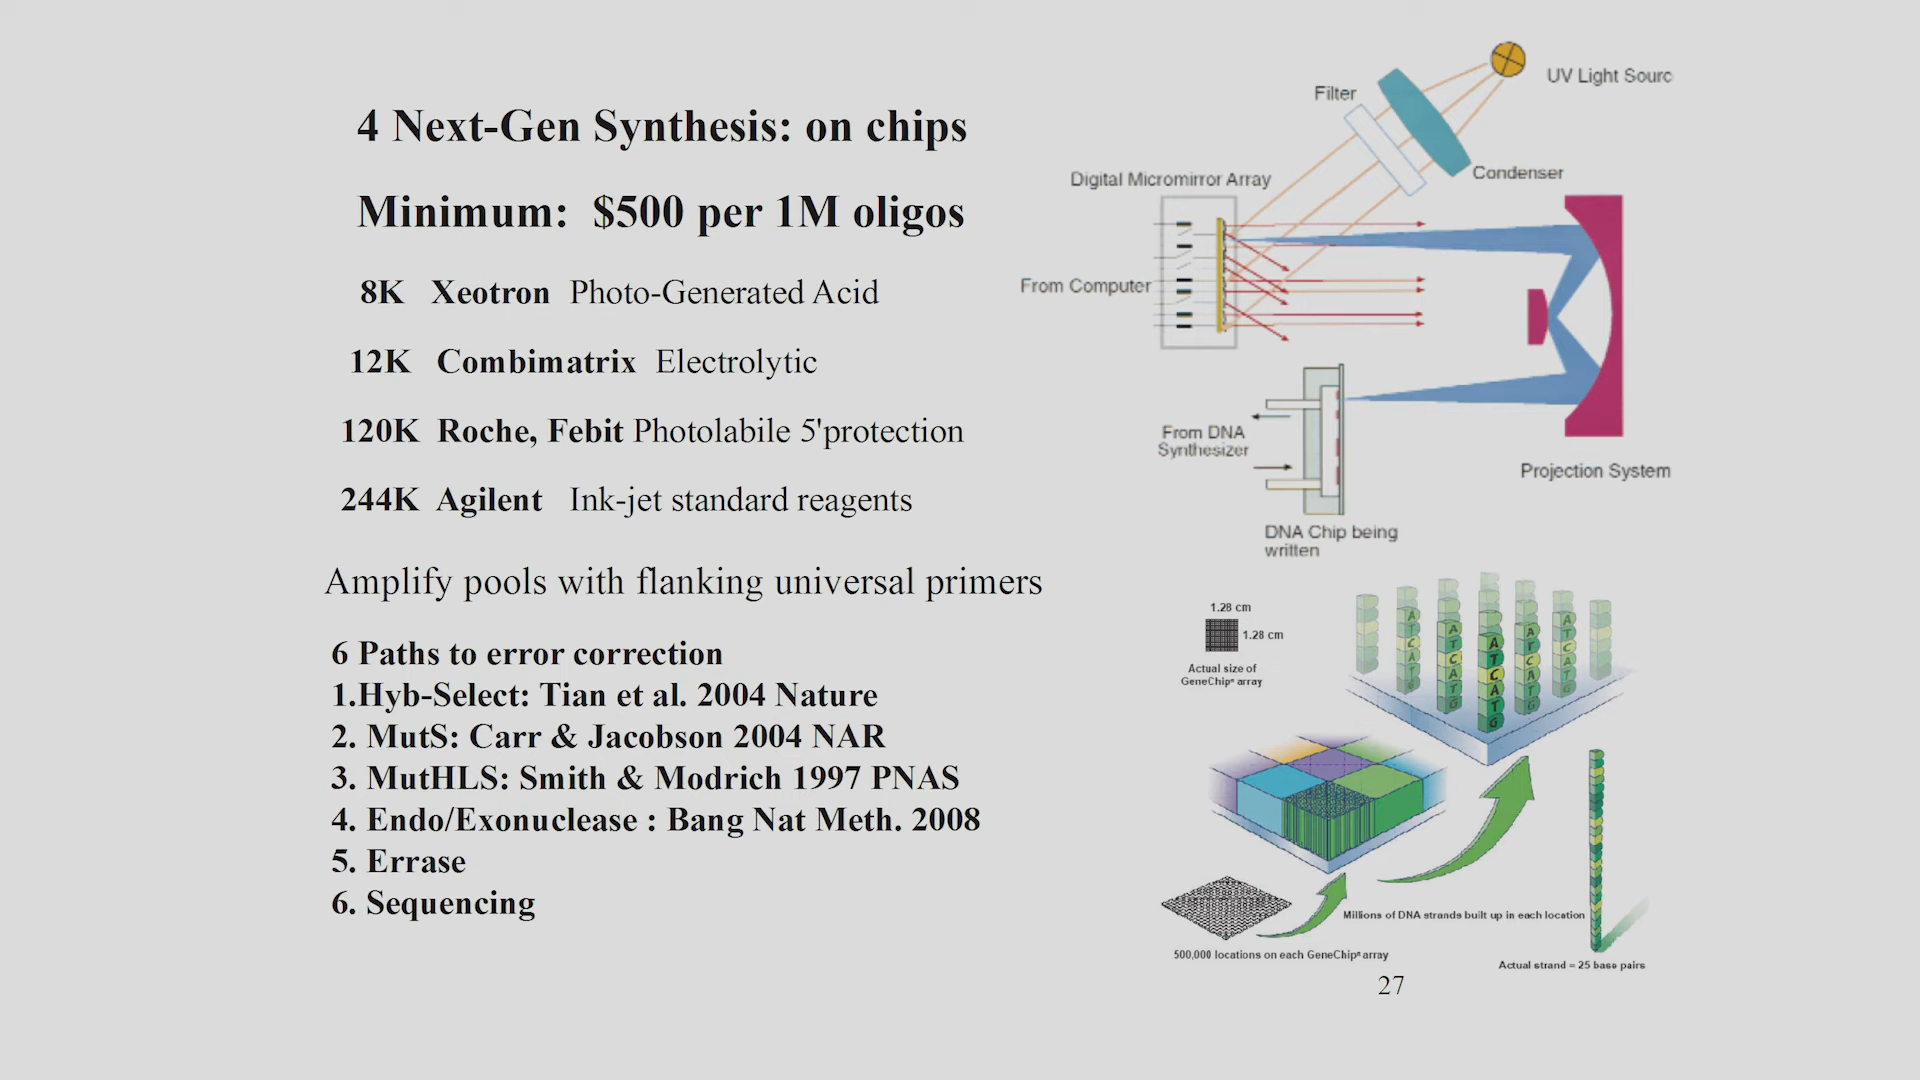 4 Next-Gen Synthesis: on chips
Minimum: $500 per 1M oligos
8K Xeotron Photo-Generated Acid
12K Combimatrix Electrolytic
120K Roche, Febit Photolabile 5'protection
244K Agilent Ink-jet standard reagents
Amplify pools with flanking universal primers
6 Paths to error correction
1.Hyb-Select: Tian et al. 2004 Nature
2. MutS: Carr & Jacobson 2004 NAR
3. MutHLS: Smith & Modrich 1997 PNAS
4. Endo/Exonuclease : Bang Nat Meth. 2008
5. Errase
6. Sequencing
UV Light Sourc
Filter
Condenser
Digital Micromirror Array
From Computer
From DNA
Synthesizer
Projection System
DNA Chip being
written
1.28 cm
1.28 cm
Actual size of
GeneChip® array
ATCATG
ATCATG
ATCATG
ATCATG
ATCATG
Millions of DNA strands built up in each location
500,000 locations on each GeneChip® array
Actual strand = 25 base pairs
27